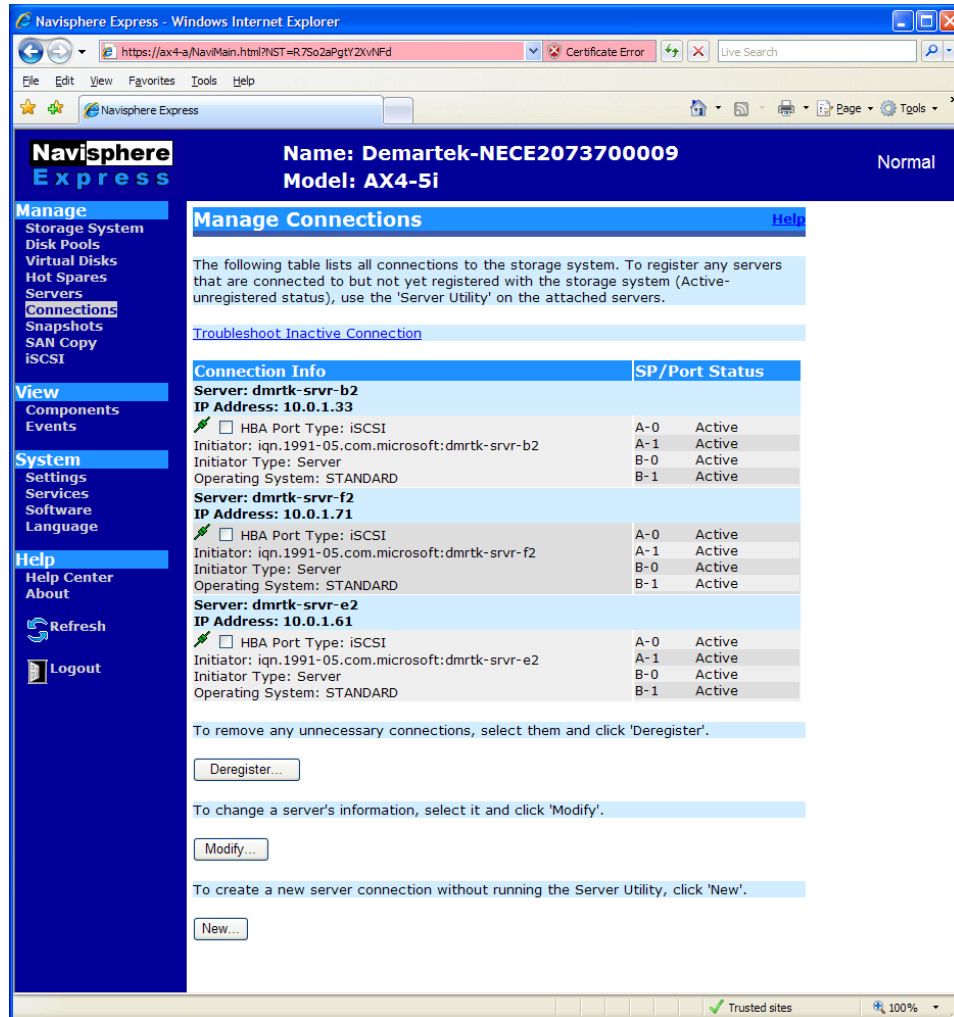 Navisphere Express - Windows Internet Explorer
https://ax4-a/NaviMain.html?NST=R7So2aPgtY2XvNFd
Certificate Error
Live Search
File Edit View Favorites Tools Help
Navisphere Express
Page
Tools
Navisphere
Express
Name: Demartek-NECE2073700009
Model: AX4-5i
Normal
Manage
Storage System
Disk Pools
Virtual Disks
Hot Spares
Servers
Connections
Snapshots
SAN Copy
iSCSI
View
Components
Events
System
Settings
Services
Software
Language
Help
Help Center
About
Refresh
Logout
Manage Connections
Help
The following table lists all connections to the storage system. To register any servers
that are connected to but not yet registered with the storage system (Active-
unregistered status), use the 'Server Utility' on the attached servers.
Troubleshoot Inactive Connection
Connection Info SP/Port Status
Server: dmrtk-srvr-b2
IP Address: 10.0.1.33
HBA Port Type: iSCSI A-0 Active
Initiator: iqn.1991-05.com.microsoft:dmrtk-srvr-b2 A-1 Active
Initiator Type: Server B-0 Active
Operating System: STANDARD B-1 Active
Server: dmrtk-srvr-f2
IP Address: 10.0.1.71
HBA Port Type: iSCSI A-0 Active
Initiator: iqn.1991-05.com.microsoft:dmrtk-srvr-f2 A-1 Active
Initiator Type: Server B-0 Active
Operating System: STANDARD B-1 Active
Server: dmrtk-srvr-e2
IP Address: 10.0.1.61
HBA Port Type: iSCSI A-0 Active
Initiator: iqn.1991-05.com.microsoft:dmrtk-srvr-e2 A-1 Active
Initiator Type: Server B-0 Active
Operating System: STANDARD B-1 Active
To remove any unnecessary connections, select them and click 'Deregister'.
Deregister...
To change a server's information, select it and click 'Modify'.
Modify...
To create a new server connection without running the Server Utility, click 'New'.
New...
Trusted sites
100%